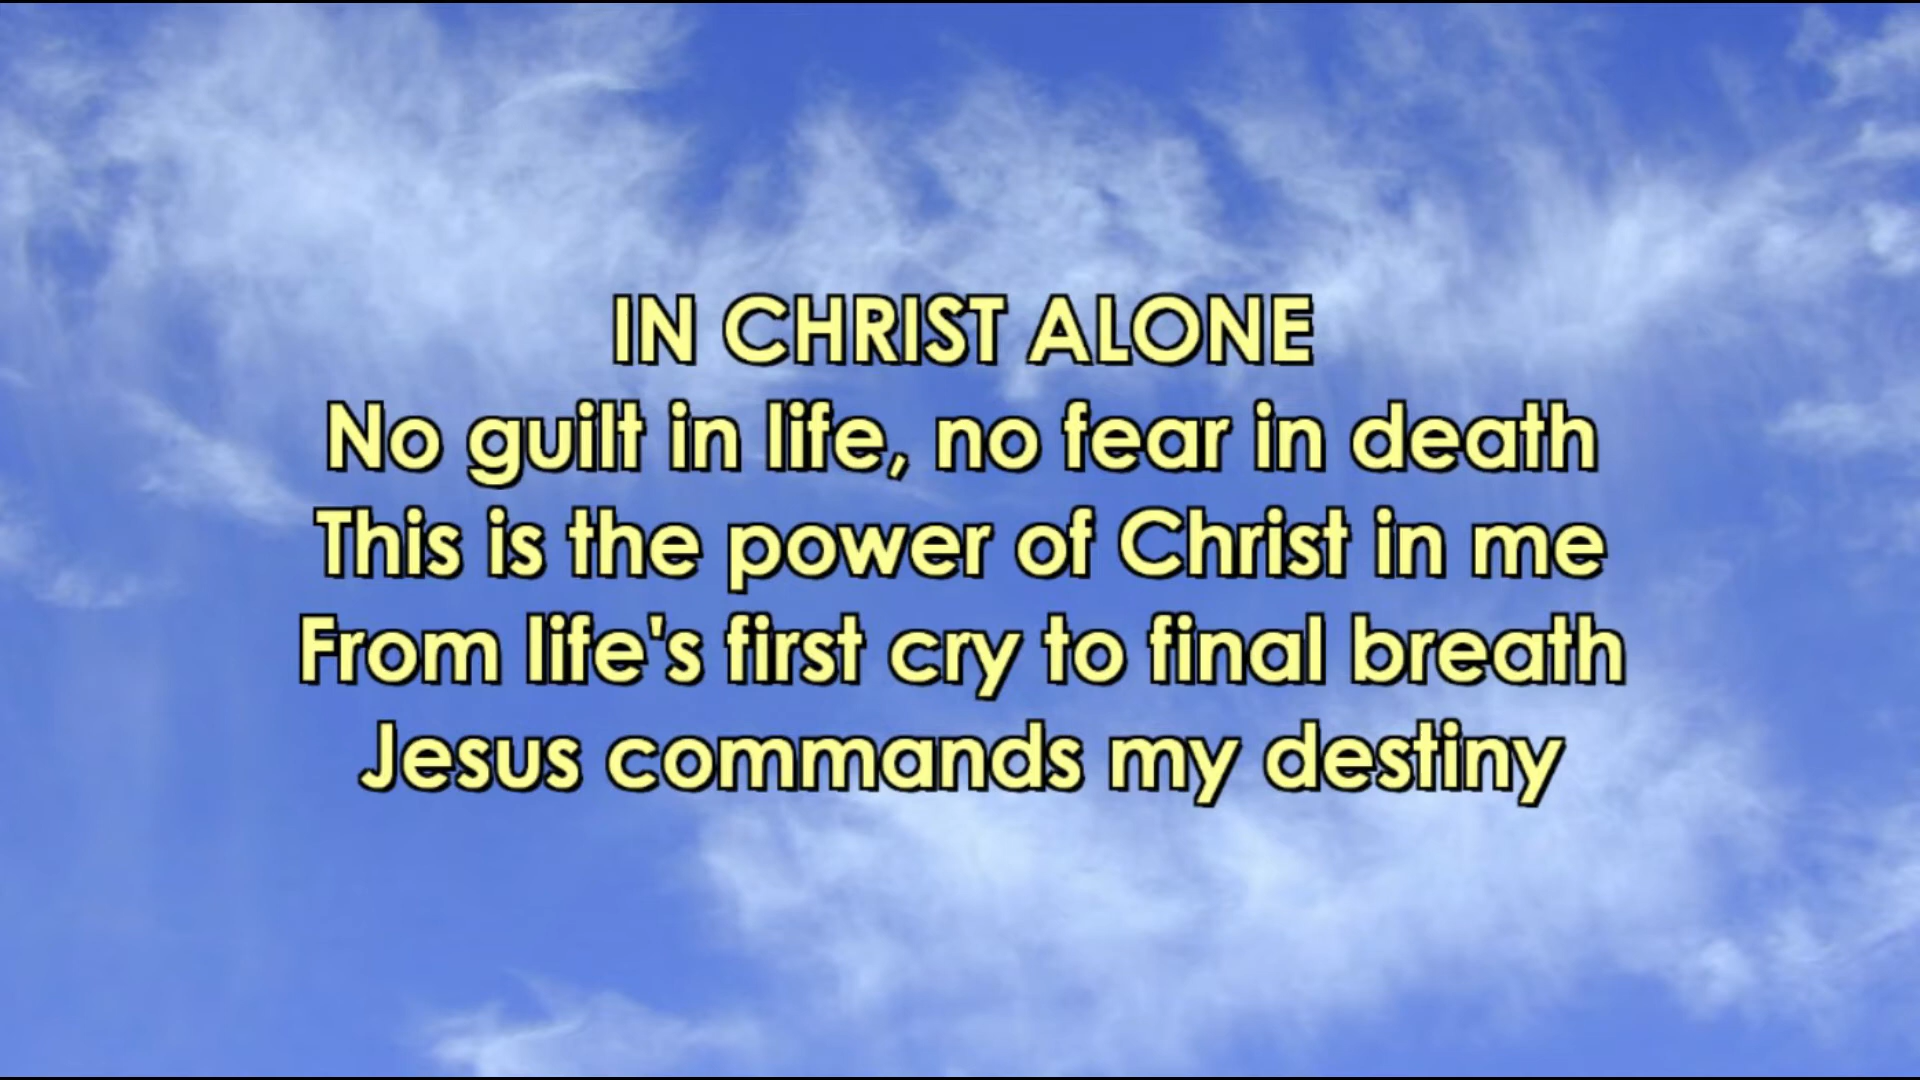 IN CHRIST ALONE
No guilt in life, no fear in death
This is the power of Christ in me
From life's first cry to final breath
Jesus commands my destiny